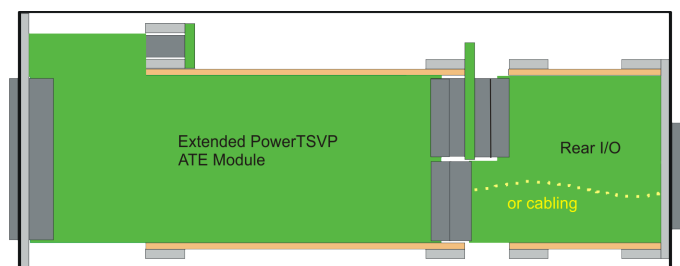 Extended PowerTSVP
ATE Module
Rear I/O
or cabling